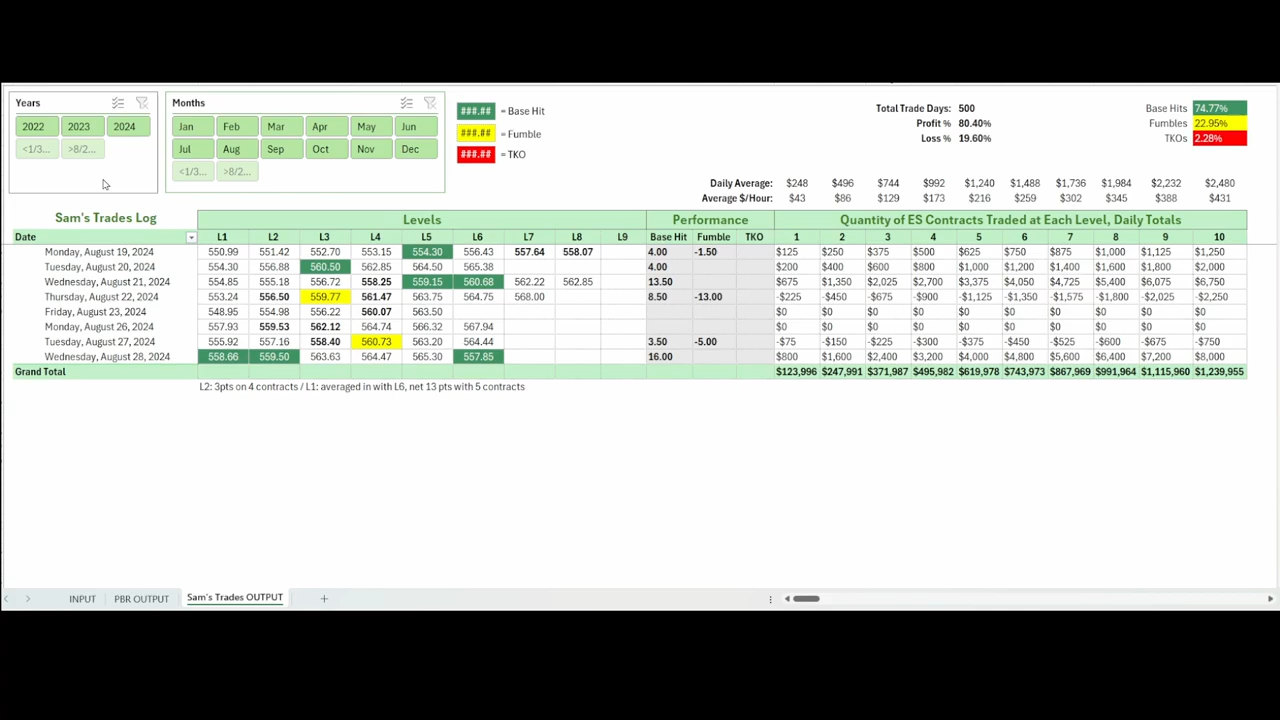 Years
2022 2023 2024
<1/3... >8/2...
Months
Jan Feb Mar Apr May Jun
Jul Aug Sep Oct Nov Dec
<1/3... >8/2...
###.## = Base Hit
###.## = Fumble
###.## = TKO
Total Trade Days: 500
Profit % 80.40%
Loss % 19.60%
Base Hits 74.77%
Fumbles 22.95%
TKOs 2.28%
Daily Average: $248 $496 $744 $992 $1,240 $1,488 $1,736 $1,984 $2,232 $2,480
Average $/Hour: $43 $86 $129 $173 $216 $259 $302 $345 $388 $431
Sam's Trades Log Levels Performance Quantity of ES Contracts Traded at Each Level, Daily Totals
Date L1 L2 L3 L4 L5 L6 L7 L8 L9 Base Hit Fumble TKO 1 2 3 4 5 6 7 8 9 10
Monday, August 19, 2024 550.99 551.42 552.70 553.15 554.30 556.43 557.64 558.07 4.00 -1.50 $125 $250 $375 $500 $625 $750 $875 $1,000 $1,125 $1,250
Tuesday, August 20, 2024 554.30 556.88 560.50 562.85 564.50 565.38 4.00 $200 $400 $600 $800 $1,000 $1,200 $1,400 $1,600 $1,800 $2,000
Wednesday, August 21, 2024 554.85 555.18 556.72 558.25 559.15 560.68 562.22 562.85 13.50 $675 $1,350 $2,025 $2,700 $3,375 $4,050 $4,725 $5,400 $6,075 $6,750
Thursday, August 22, 2024 553.24 556.50 559.77 561.47 563.75 564.75 568.00 8.50 -13.00 -$225 -$450 -$675 -$900 -$1,125 -$1,350 -$1,575 -$1,800 -$2,025 -$2,250
Friday, August 23, 2024 548.95 554.98 556.22 560.07 563.50 $0 $0 $0 $0 $0 $0 $0 $0 $0 $0
Monday, August 26, 2024 557.93 559.53 562.12 564.74 566.32 567.94 $0 $0 $0 $0 $0 $0 $0 $0 $0 $0
Tuesday, August 27, 2024 555.92 557.16 558.40 560.73 563.20 564.44 3.50 -5.00 -$75 -$150 -$225 -$300 -$375 -$450 -$525 -$600 -$675 -$750
Wednesday, August 28, 2024 558.66 559.50 563.63 564.47 565.30 557.85 16.00 $800 $1,600 $2,400 $3,200 $4,000 $4,800 $5,600 $6,400 $7,200 $8,000
Grand Total $123,996 $247,991 $371,987 $495,982 $619,978 $743,973 $867,969 $991,964 $1,115,960 $1,239,955
L2: 3pts on 4 contracts / L1: averaged in with L6, net 13 pts with 5 contracts
INPUT PBR OUTPUT Sam's Trades OUTPUT +